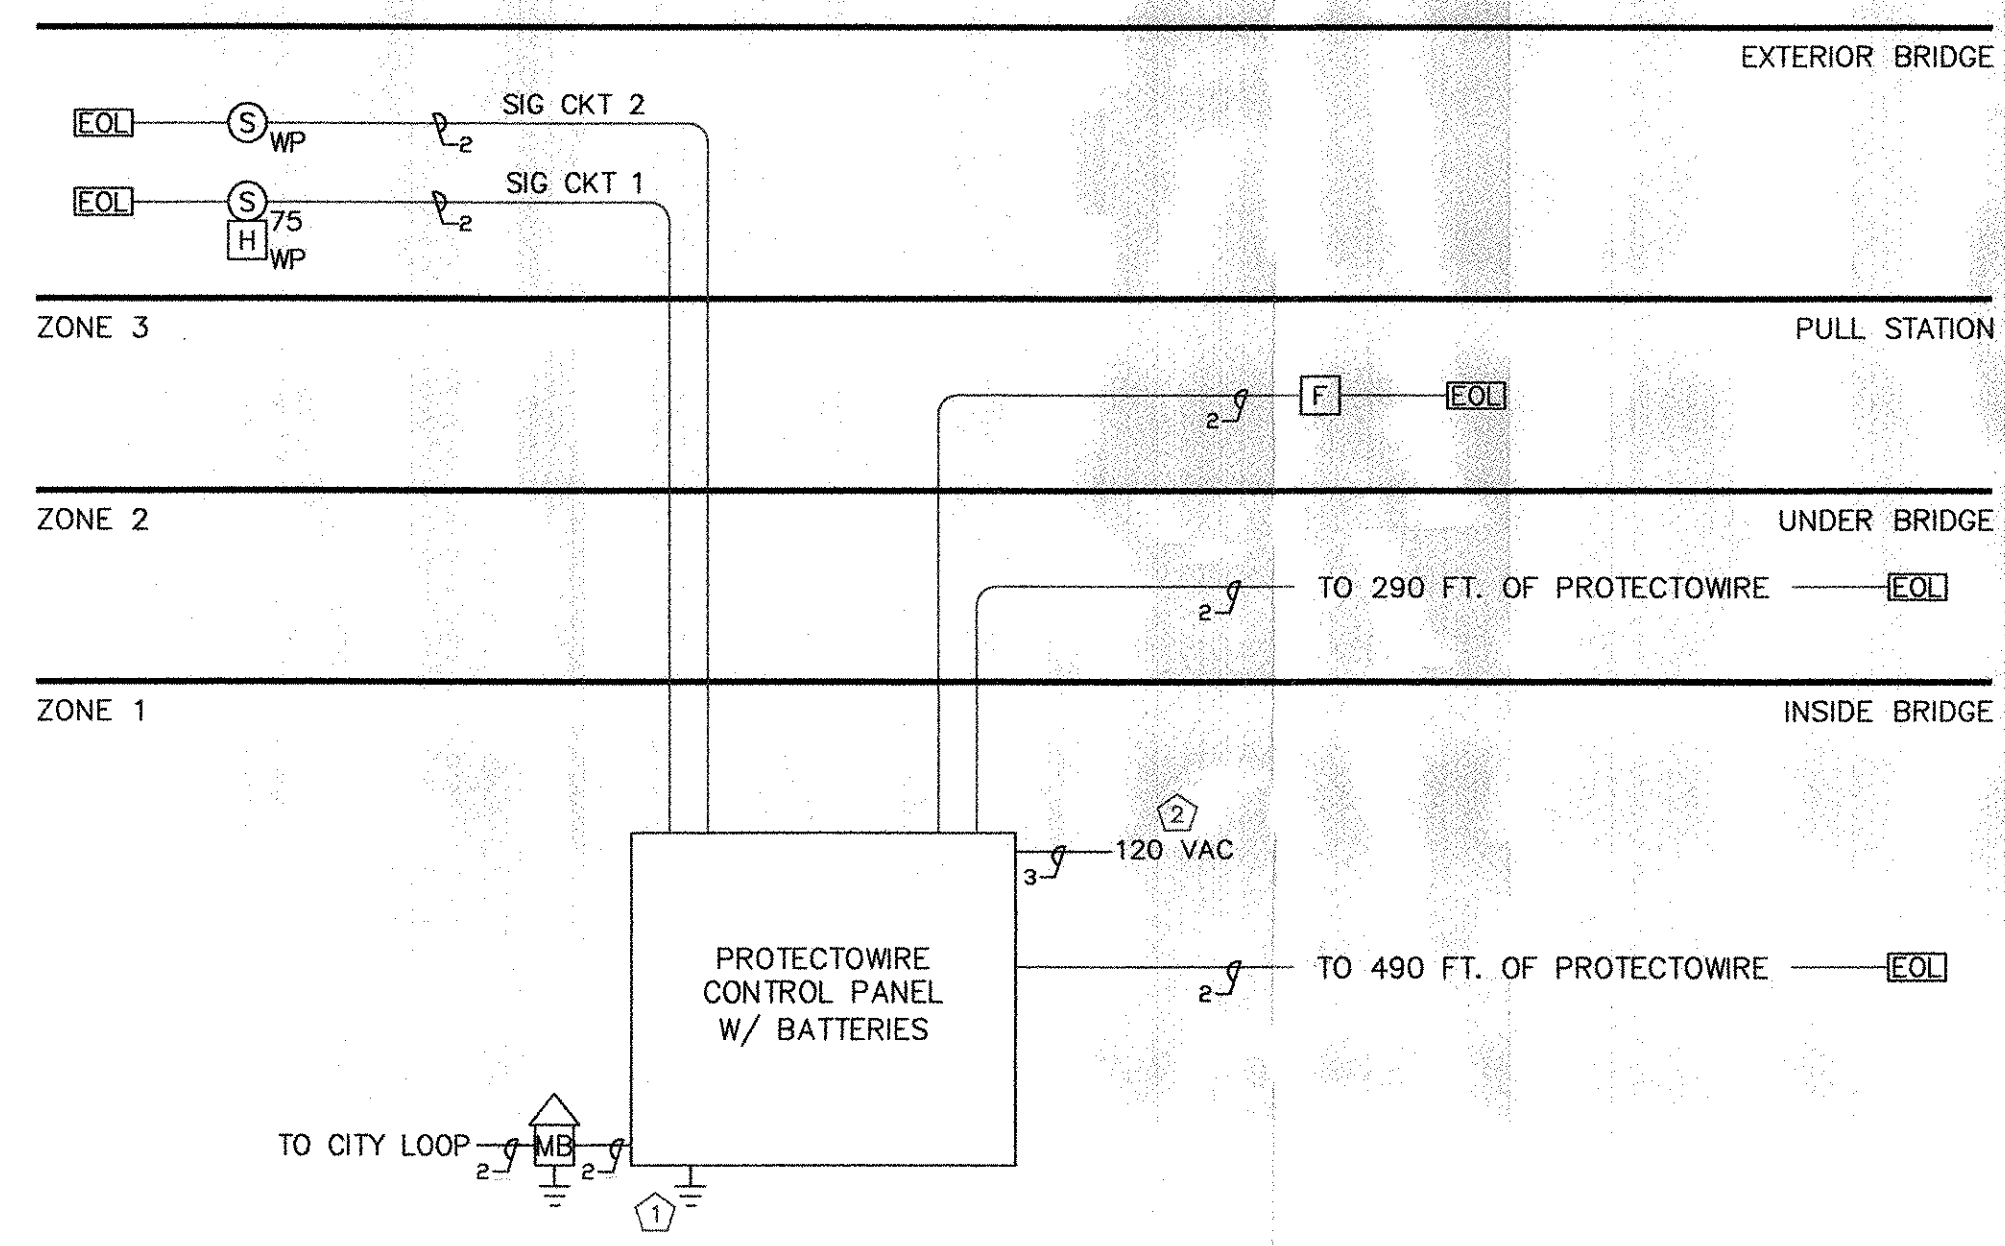 EXTERIOR BRIDGE
SIG CKT 2
EOL
S
WP
2
SIG CKT 1
EOL
S
75
H
WP
2
ZONE 3
PULL STATION
2
F
EOL
ZONE 2
UNDER BRIDGE
2
TO 290 FT. OF PROTECTOWIRE
EOL
ZONE 1
INSIDE BRIDGE
2
120 VAC
3
PROTECTOWIRE
CONTROL PANEL
W/ BATTERIES
2
TO 490 FT. OF PROTECTOWIRE
EOL
TO CITY LOOP
2
MB
2
1